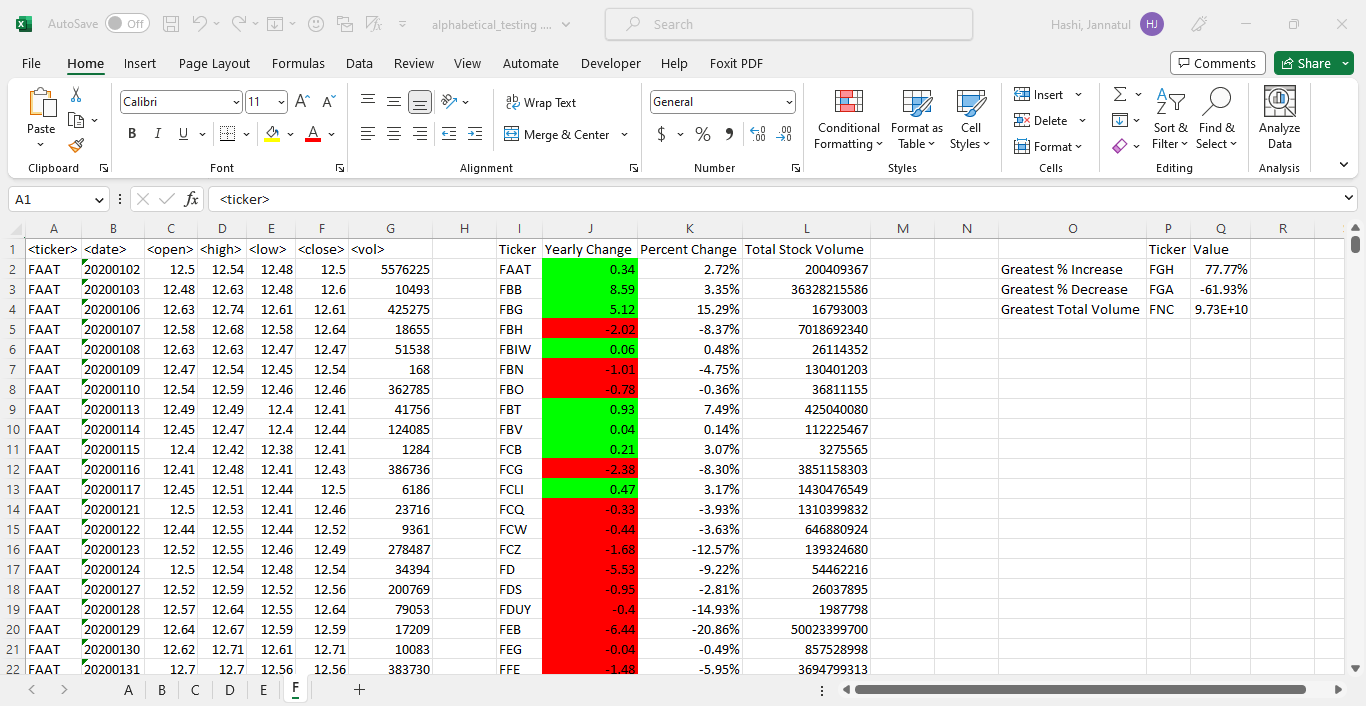 AutoSave Off alphabetical_testing .... Search Hashi, Jannatul HJ
File Home Insert Page Layout Formulas Data Review View Automate Developer Help Foxit PDF Comments Share
Paste
Clipboard
Calibri 11
B I U A
Font
ab Wrap Text
Merge & Center
Alignment
General
$ % 9
Number
Conditional Formatting Format as Table Cell Styles
Styles
Insert
Delete
Format
Cells
Sort & Filter Find & Select
Editing
Analyze Data
Analysis
A1 fx <ticker>
A B C D E F G H I J K L M N O P Q R
1 <ticker> <date> <open> <high> <low> <close> <vol> Ticker Yearly Change Percent Change Total Stock Volume Ticker Value
2 FAAT 20200102 12.5 12.54 12.48 12.5 5576225 FAAT 0.34 2.72% 200409367 Greatest % Increase FGH 77.77%
3 FAAT 20200103 12.48 12.63 12.48 12.6 10493 FBB 8.59 3.35% 36328215586 Greatest % Decrease FGA -61.93%
4 FAAT 20200106 12.63 12.74 12.61 12.61 425275 FBG 5.12 15.29% 16793003 Greatest Total Volume FNC 9.73E+10
5 FAAT 20200107 12.58 12.68 12.58 12.64 18655 FBH -2.02 -8.37% 7018692340
6 FAAT 20200108 12.63 12.63 12.47 12.47 51538 FBIW 0.06 0.48% 26114352
7 FAAT 20200109 12.47 12.54 12.45 12.54 168 FBN -1.01 -4.75% 130401203
8 FAAT 20200110 12.54 12.59 12.46 12.46 362785 FBO -0.78 -0.36% 36811155
9 FAAT 20200113 12.49 12.49 12.4 12.41 41756 FBT 0.93 7.49% 425040080
10 FAAT 20200114 12.45 12.47 12.4 12.44 124085 FBV 0.04 0.14% 112225467
11 FAAT 20200115 12.4 12.42 12.38 12.41 1284 FCB 0.21 3.07% 3275565
12 FAAT 20200116 12.41 12.48 12.41 12.43 386736 FCG -2.38 -8.30% 3851158303
13 FAAT 20200117 12.45 12.51 12.44 12.5 6186 FCLI 0.47 3.17% 1430476549
14 FAAT 20200121 12.5 12.53 12.41 12.46 23716 FCQ -0.33 -3.93% 1310399832
15 FAAT 20200122 12.44 12.55 12.44 12.52 9361 FCW -0.44 -3.63% 646880924
16 FAAT 20200123 12.52 12.55 12.46 12.49 278487 FCZ -1.68 -12.57% 139324680
17 FAAT 20200124 12.5 12.54 12.48 12.54 34394 FD -5.53 -9.22% 54462216
18 FAAT 20200127 12.52 12.59 12.52 12.56 200769 FDS -0.95 -2.81% 26037895
19 FAAT 20200128 12.57 12.64 12.55 12.64 79053 FDUY -0.4 -14.93% 1987798
20 FAAT 20200129 12.64 12.67 12.59 12.59 17209 FEB -6.44 -20.86% 50023399700
21 FAAT 20200130 12.62 12.71 12.61 12.71 10083 FEG -0.04 -0.49% 857528998
22 FAAT 20200131 12.7 12.7 12.56 12.56 383730 FFE -1.48 -5.95% 3694799313
A B C D E F